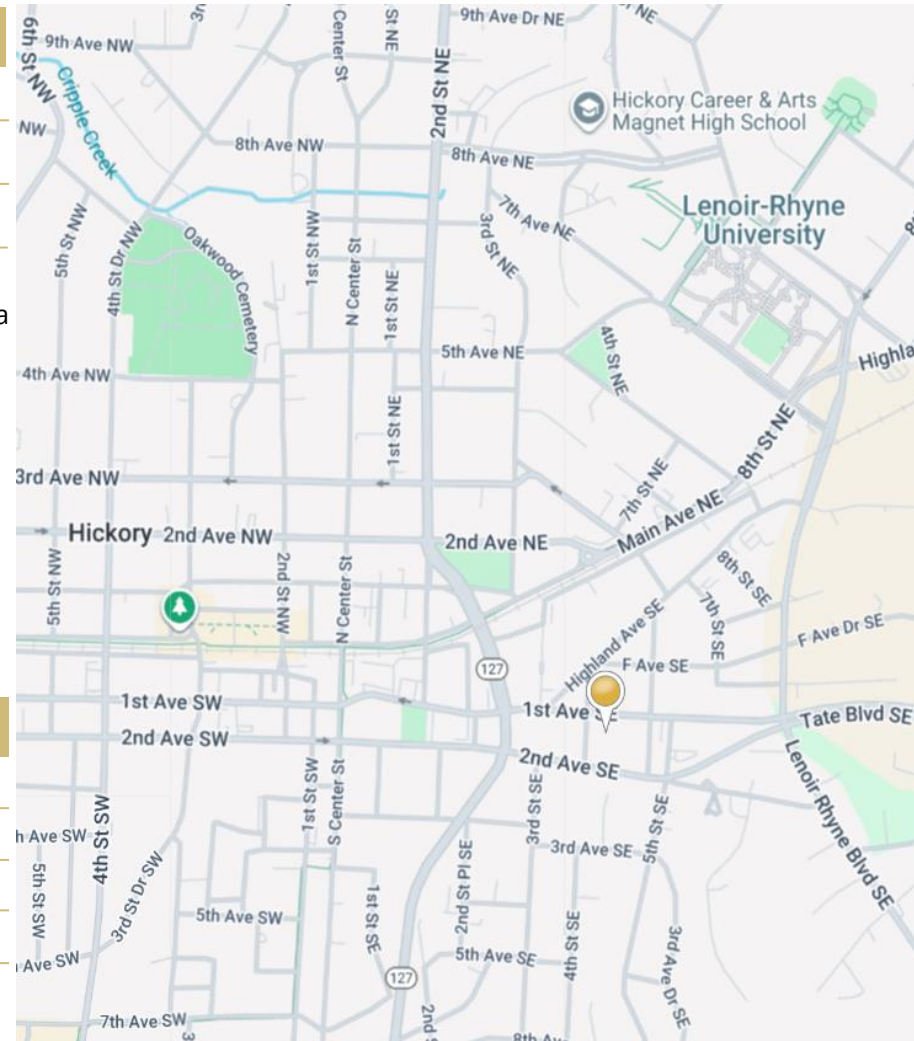 9th Ave DR NE
9th Ave NW
6th St NW
Cripple Creek
Center St
St NE
2nd St NE
NE
Hickory Career & Arts
Magnet High School
NW
8th Ave NW
8th Ave NE
7th Ave NE
Lenoir-Rhyne
University
5th St NW
4th St Dr NW
Oakwood Cemetery
1st St NW
N Center St
1st St NE
3rd St NE
a
5th Ave NE
4th St NE
Highla
4th Ave NW
1st St NE
8th St NE
3rd Ave NW
7th St NE
Main Ave NE
Hickory
2nd Ave NW
2nd Ave NE
5th St NW
2nd St NW
N Center St
8th St SE
7th St SE
Highland Ave SE
F Ave Dr SE
F Ave SE
127
1st Ave SW
1st Ave SE
Tate Blvd SE
2nd Ave SW
2nd Ave SE
Lenoir Rhyne Blvd SE
1st St SW
S Center St
3rd St SE
5th St SE
h Ave SW
4th St SW
3rd Ave SE
5th St SW
3rd St Dr SW
2nd St Pl SE
5th Ave SW
1st St SE
4th St SE
3rd Ave Dr SE
5th Ave SE
Ave SW
127
7th Ave SW
2nd S
8th Ave